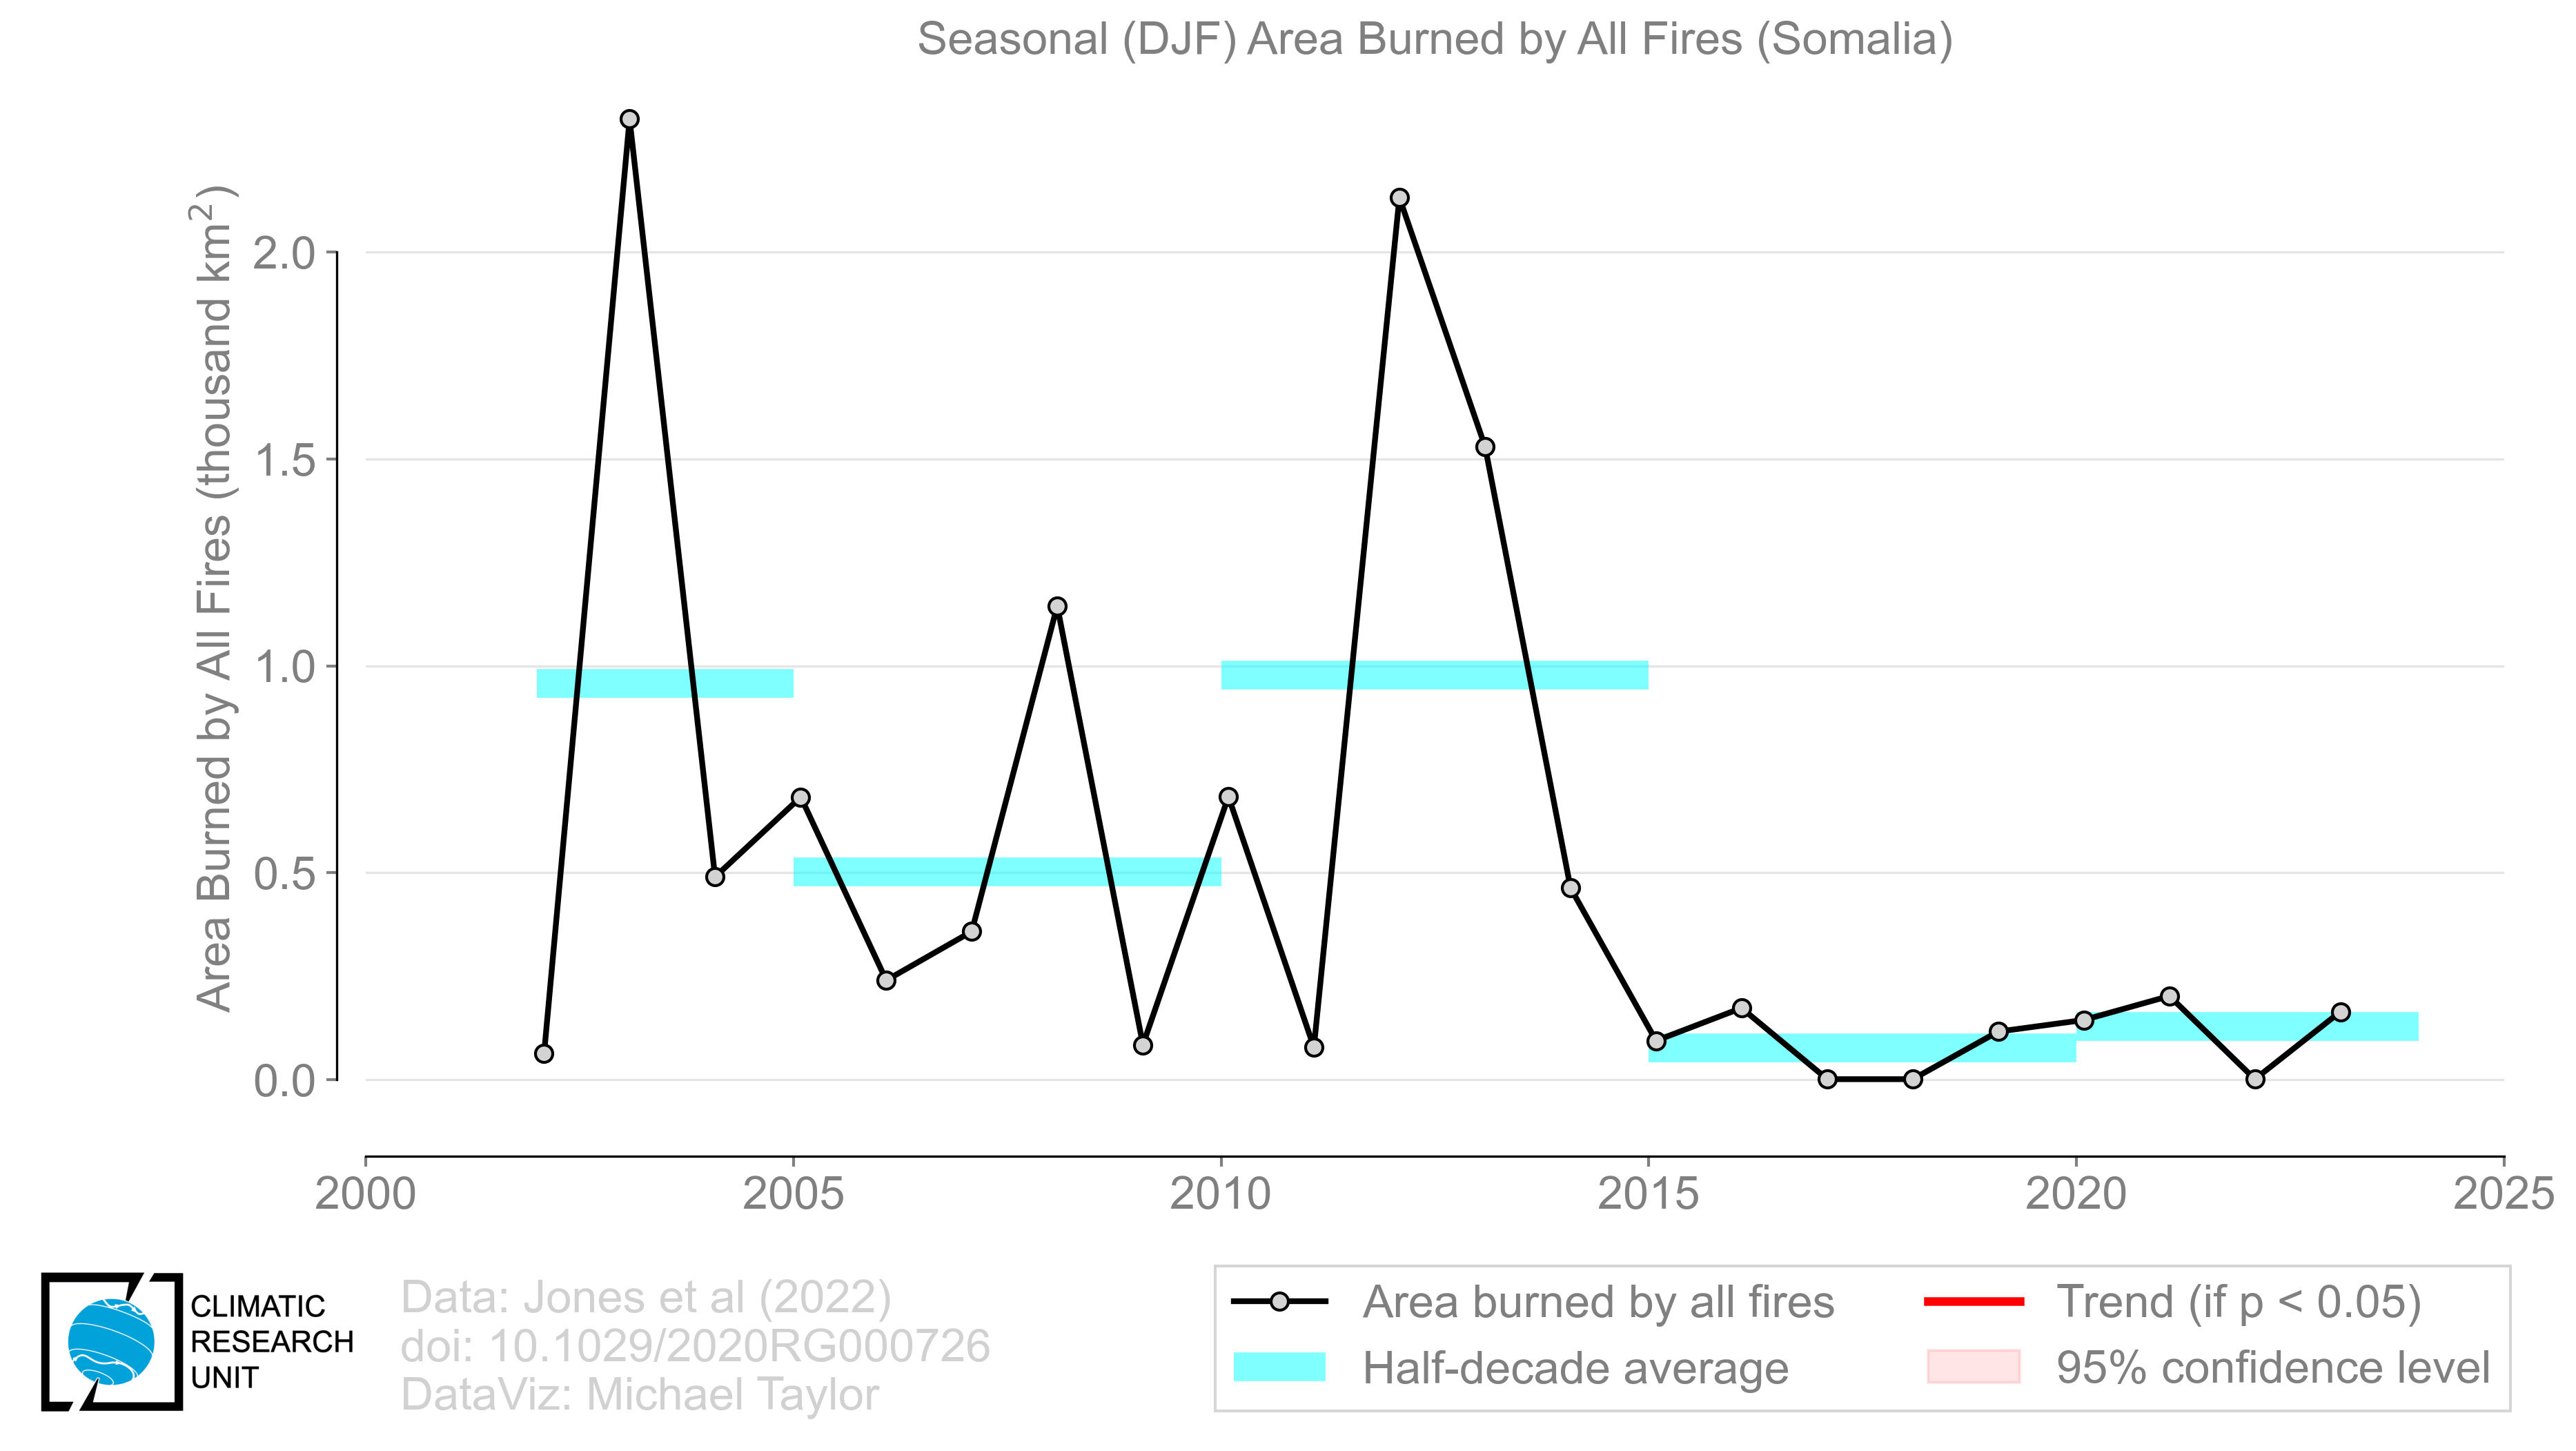 Seasonal (DJF) Area Burned by All Fires (Somalia)
Area Burned by All Fires (thousand km²)
2.0
1.5
1.0
0.5
0.0
2000 2005 2010 2015 2020 2025
CLIMATIC
RESEARCH
UNIT
Data: Jones et al (2022)
doi: 10.1029/2020RG000726
DataViz: Michael Taylor
Area burned by all fires
Half-decade average
Trend (if p < 0.05)
95% confidence level